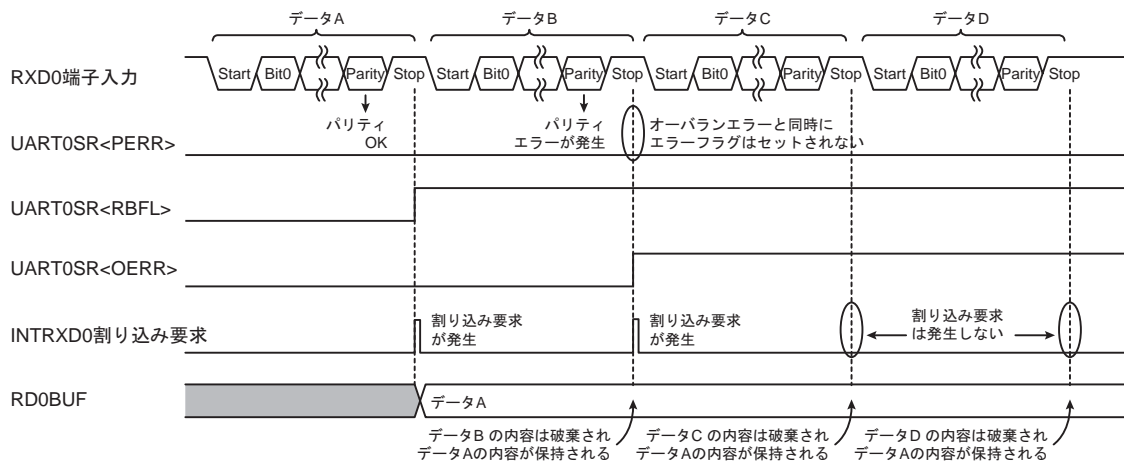 データA データB データC データD
RXD0端子入力 Start Bit0 Parity Stop Start Bit0 Parity Stop Start Bit0 Parity Stop Start Bit0 Parity Stop
パリティ
OK
パリティ
エラーが発生
オーバランエラーと同時に
エラーフラグはセットされない
UART0SR<PERR>
UART0SR<RBFL>
UART0SR<OERR>
INTRXD0割り込み要求
割り込み要求
が発生
割り込み要求
が発生
割り込み要求
は発生しない
RD0BUF
データA
データB の内容は破棄され
データAの内容が保持される
データC の内容は破棄され
データAの内容が保持される
データD の内容は破棄され
データAの内容が保持される